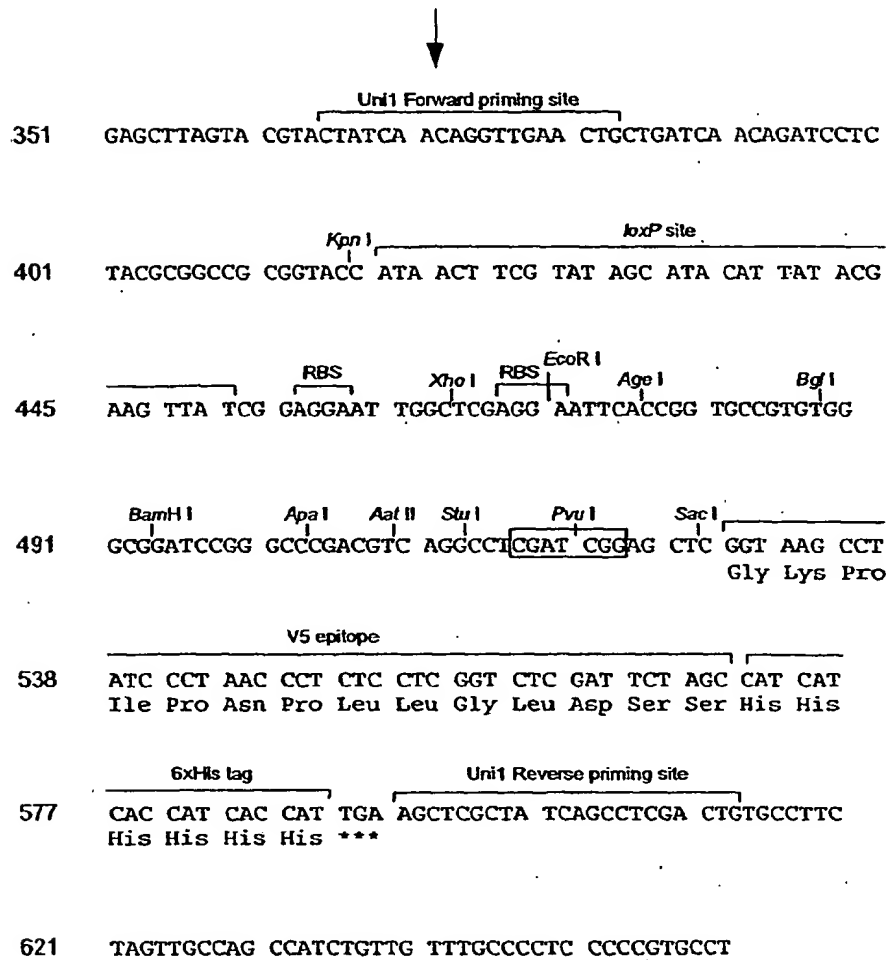 Uni1 Forward priming site
351 GAGCTTAGTA CGTACTATCAA ACAGGTTGAA CTGCTGATCAA ACAGATCCTC
Kpn I loxP site
401 TACGCGGCCG CGGTACC ATA ACT TCG TAT AGC ATA CAT TAT ACG
RBS Xho I RBS EcoR I Age I Bgl I
445 AAG TTA TCG GAGGAAT TGGCTCGAGG AATTCACCGG TGCCGTGTGG
BamH I Apa I Aat II Stu I Pvu I Sac I
491 GCGGATCCGG GCCCGACGTC AGGCCTCGAT CGGAG CTC GGT AAG CCT
Gly Lys Pro
V5 epitope
538 ATC CCT AAC CCT CTC CTC GGT CTC GAT TCT AGC CAT CAT
Ile Pro Asn Pro Leu Leu Gly Leu Asp Ser Ser His His
6xHis tag Uni1 Reverse priming site
577 CAC CAT CAC CAT TGA AGCTCGCTA TCAGCCTCGA CTGTGCCTTC
His His His His ***
621 TAGTTGCCAG CCATCTGTTG TTTGCCCCTC CCCCGTGCCT